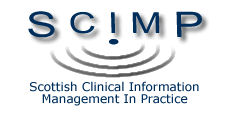 SCIMP
Scottish Clinical Information
Management In Practice